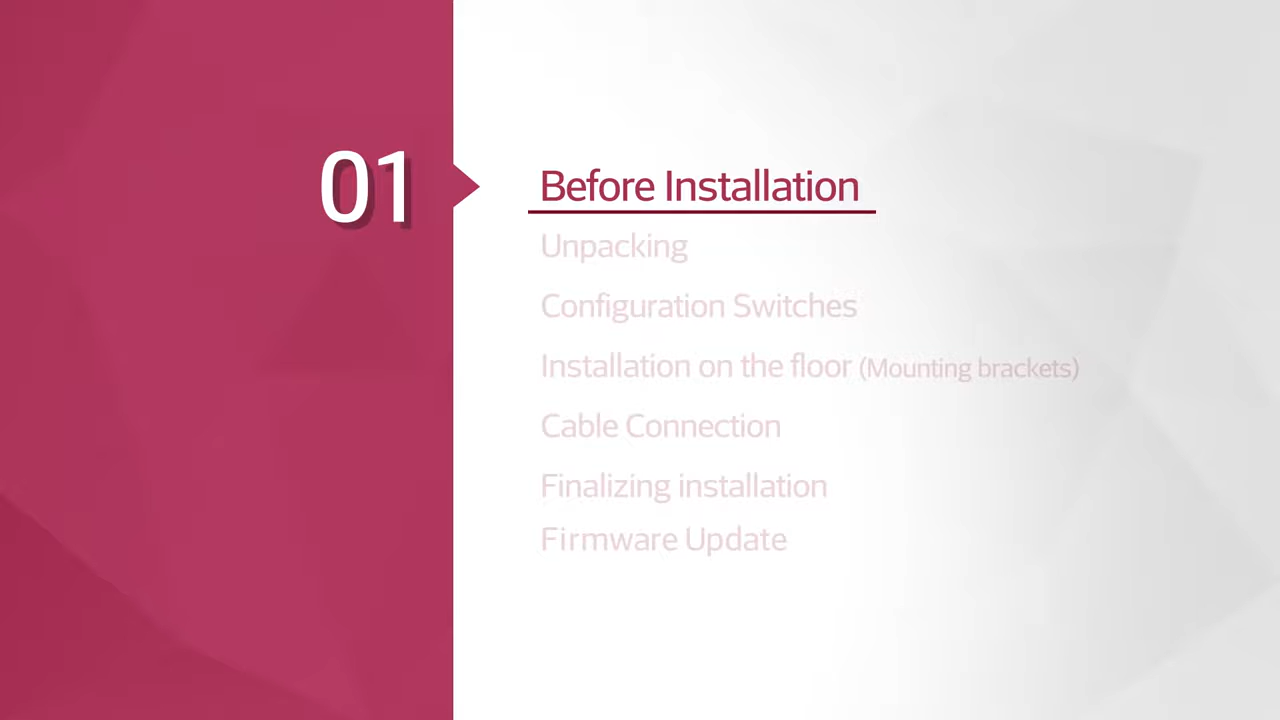 01
Before Installation
Unpacking
Configuration Switches
Installation on the floor (Mounting brackets)
Cable Connection
Finalizing installation
Firmware Update